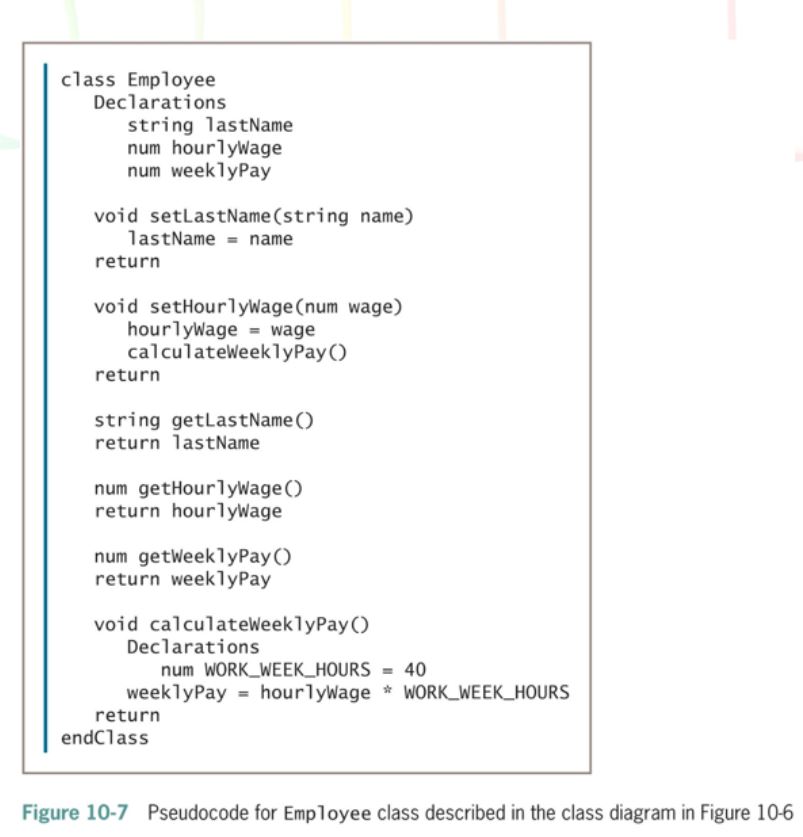 class Employee
Declarations
string lastName
num hourlyWage
num weeklyPay
void setLastName(string name)
lastName = name
return
void setHourlyWage(num wage)
hourlyWage = wage
calculateWeeklyPay()
return
string getLastName()
return lastName
num getHourlyWage()
return hourlyWage
num getWeeklyPay()
return weeklyPay
void calculateWeeklyPay()
Declarations
num WORK_WEEK_HOURS = 40
weeklyPay = hourlyWage * WORK_WEEK_HOURS
return
endClass
Figure 10-7 Pseudocode for Employee class described in the class diagram in Figure 10-6